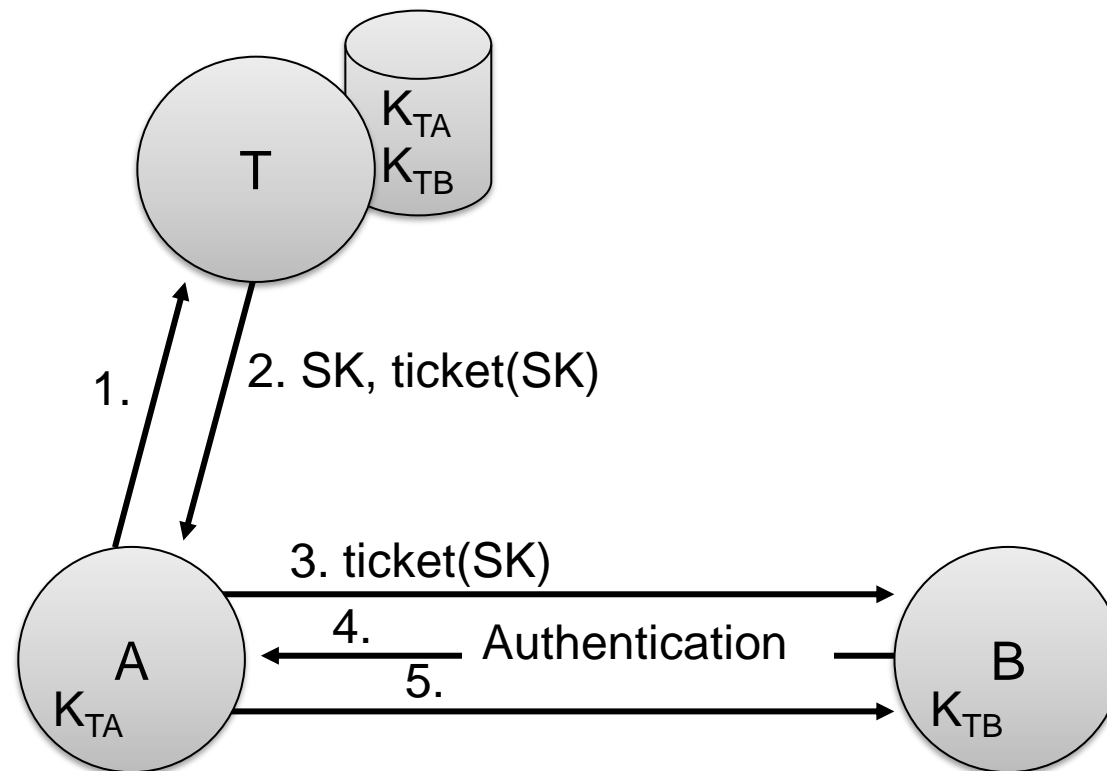 K_TA
T
K_TB
1.
2. SK, ticket(SK)
3. ticket(SK)
4.
Authentication
5.
A
K_TA
B
K_TB